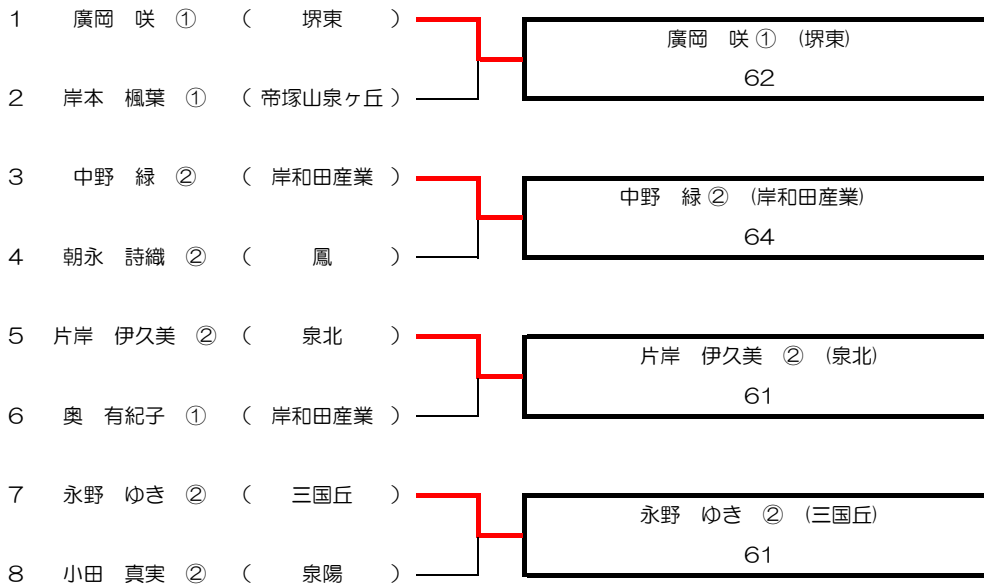 1 廣岡 咲 ① ( 堺東 )
2 岸本 楓葉 ① ( 帝塚山泉ヶ丘 )
3 中野 緑 ② ( 岸和田産業 )
4 朝永 詩織 ② ( 鳳 )
5 片岸 伊久美 ② ( 泉北 )
6 奥 有紀子 ① ( 岸和田産業 )
7 永野 ゆき ② ( 三国丘 )
8 小田 真実 ② ( 泉陽 )
廣岡 咲 ① (堺東)
62
中野 緑 ② (岸和田産業)
64
片岸 伊久美 ② (泉北)
61
永野 ゆき ② (三国丘)
61